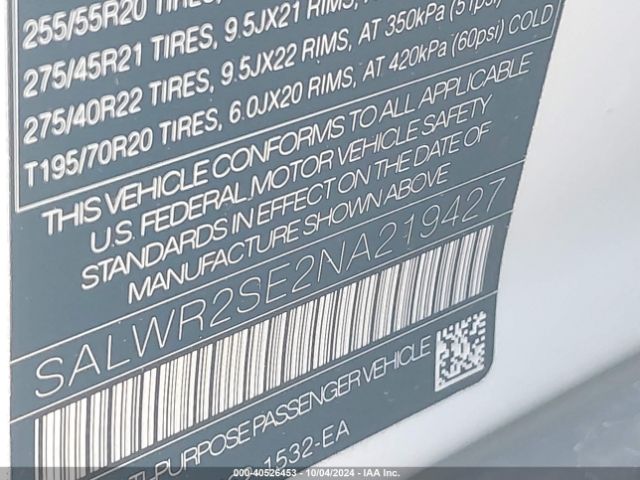 255/55R20 TIRES,
275/45R21 TIRES, 9.5JX21 RIMS,
275/40R22 TIRES, 9.5JX22 RIMS, AT 350kPa (51psi
T195/70R20 TIRES, 6.0JX20 RIMS, AT 420kPa (60psi) COLD
THIS VEHICLE CONFORMS TO ALL APPLICABLE
U.S. FEDERAL MOTOR VEHICLE SAFETY
STANDARDS IN EFFECT ON THE DATE OF
MANUFACTURE SHOWN ABOVE
SALWR2SE2NA219427
TI-PURPOSE PASSENGER VEHICLE
1532-EA
000-40526453 - 10/04/2024 - IAA Inc.